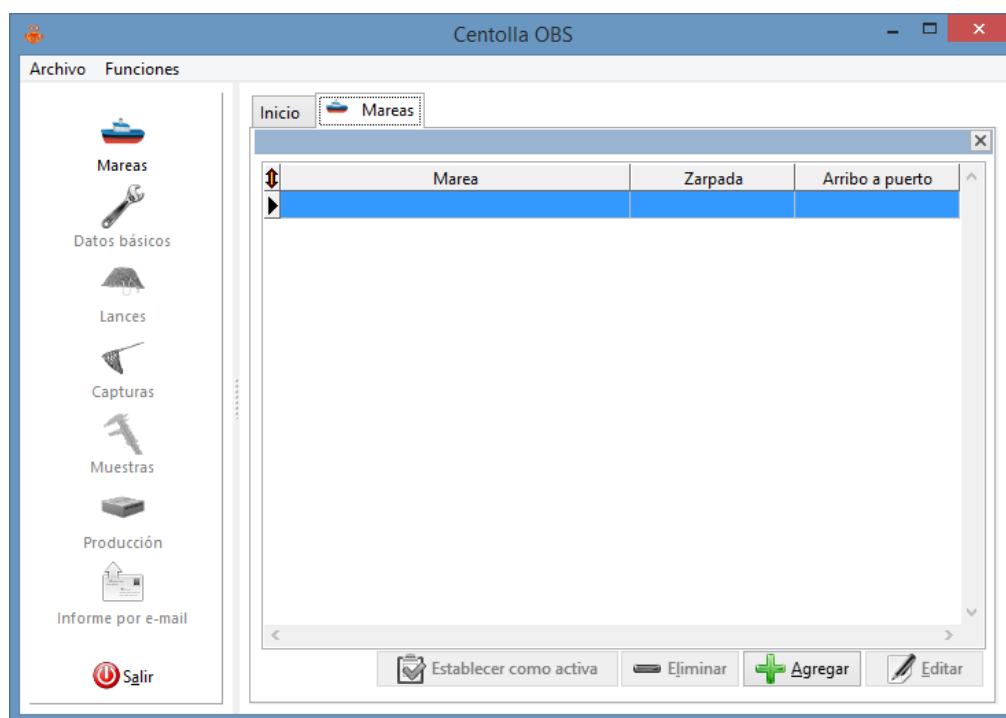 Centolla OBS
Archivo Funciones
Inicio Mareas
Mareas
Datos básicos
Lances
Capturas
Muestras
Producción
Informe por e-mail
Salir
Marea Zarpada Arribo a puerto
Establecer como activa Eliminar Agregar Editar